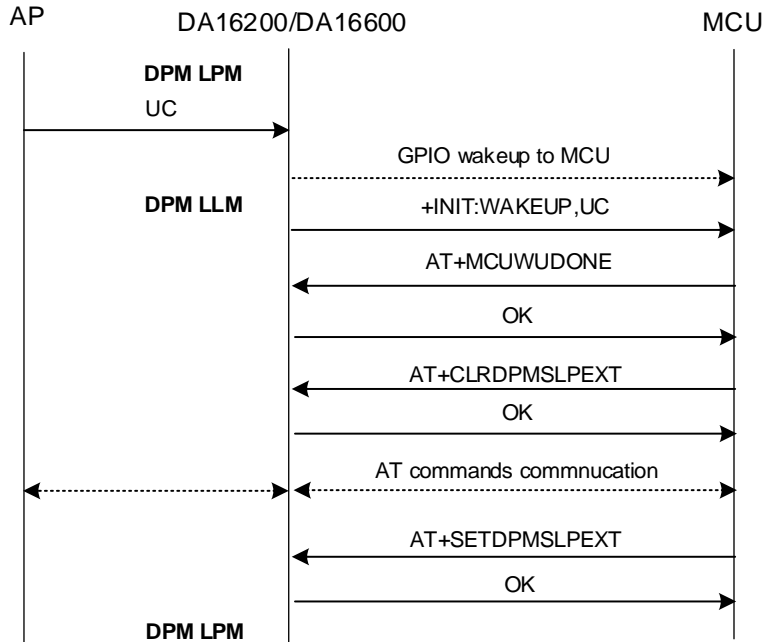 AP
DA16200/DA16600
MCU
DPM LPM
UC
GPIO wakeup to MCU
DPM LLM
+INIT:WAKEUP,UC
AT+MCUWUDONE
OK
AT+CLRDPMSLPEXT
OK
AT commands commnucation
AT+SETDPMSLPEXT
OK
DPM LPM